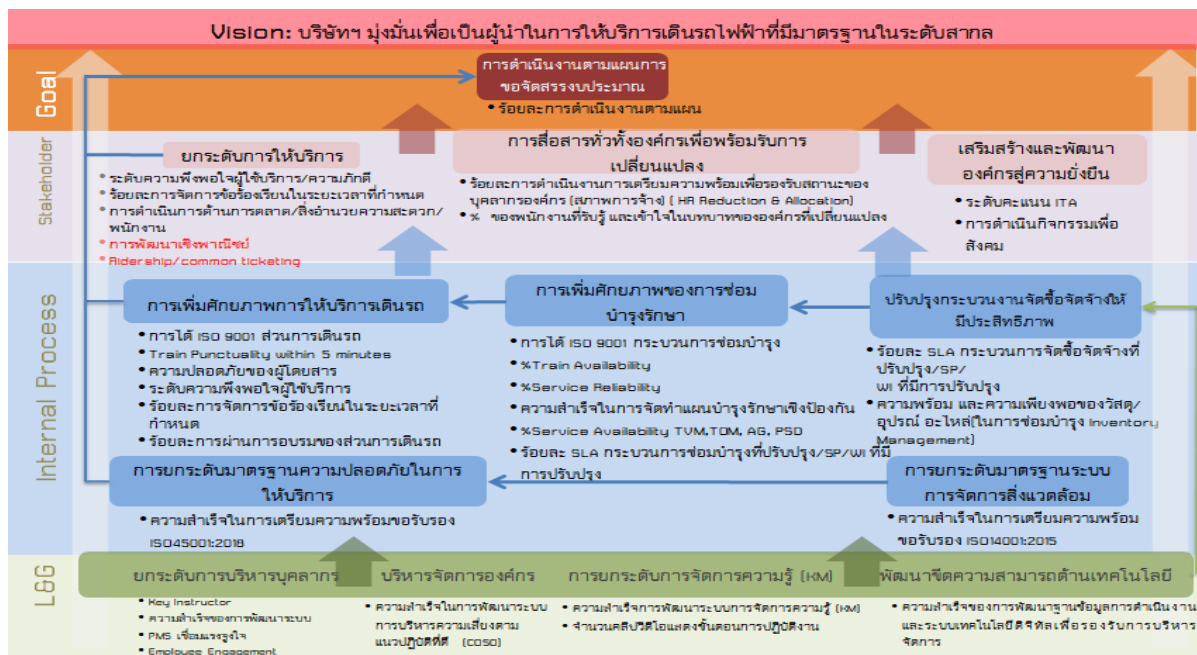 Vision: บริษัทฯ มุ่งมั่นเพื่อเป็นผู้นำในการให้บริการเดินรถไฟฟ้าที่มีมาตรฐานในระดับสากล
Goal
การดำเนินงานตามแผนการ
ขอจัดสรรงบประมาณ
• ร้อยละการดำเนินงานตามแผน
Stakeholder
ยกระดับการให้บริการ
• ระดับความพึงพอใจผู้ใช้บริการ/ความภักดี
• ร้อยละการจัดการข้อร้องเรียนในระยะเวลาที่กำหนด
• การดำเนินการด้านการตลาด/สิ่งอำนวยความสะดวก/
พนักงาน
• การพัฒนาเชิงพาณิชย์
• Ridership/common ticketing
การสื่อสารทั่วทั้งองค์กรเพื่อพร้อมรับการ
เปลี่ยนแปลง
• ร้อยละการดำเนินงานการเตรียมความพร้อมเพื่อรองรับสถานะของ
บุคลากรองค์กร (สภาพการจ้าง) ( HR Reduction & Allocation)
• % ของพนักงานที่รับรู้ และเข้าใจในบทบาทขององค์กรที่เปลี่ยนแปลง
เสริมสร้างและพัฒนา
องค์กรสู่ความยั่งยืน
• ระดับคะแนน ITA
• การดำเนินกิจกรรมเพื่อ
สังคม
Internal Process
การเพิ่มศักยภาพการให้บริการเดินรถ
• การได้ ISO 9001 ส่วนการเดินรถ
• Train Punctuality within 5 minutes
• ความปลอดภัยของผู้โดยสาร
• ระดับความพึงพอใจผู้ใช้บริการ
• ร้อยละการจัดการข้อร้องเรียนในระยะเวลาที่
กำหนด
• ร้อยละการผ่านการอบรมของส่วนการเดินรถ
การเพิ่มศักยภาพของการซ่อม
บำรุงรักษา
• การได้ ISO 9001 กระบวนการซ่อมบำรุง
• %Train Availability
• %Service Reliability
• ความสำเร็จในการจัดทำแผนบำรุงรักษาเชิงป้องกัน
• %Service Availability TVM,TOM, AG, PSD
• ร้อยละ SLA กระบวนการซ่อมบำรุงที่ปรับปรุง/SP/WI ที่มี
การปรับปรุง
ปรับปรุงกระบวนงานจัดซื้อจัดจ้างให้
มีประสิทธิภาพ
• ร้อยละ SLA กระบวนการจัดซื้อจัดจ้างที่
ปรับปรุง/SP/
WI ที่มีการปรับปรุง
• ความพร้อม และความเพียงพอของวัสดุ/
อุปรณ์ อะไหล่(ในการซ่อมบำรุง Inventory
Management)
การยกระดับมาตรฐานความปลอดภัยในการ
ให้บริการ
• ความสำเร็จในการเตรียมความพร้อมขอรับรอง
ISO45001:2018
การยกระดับมาตรฐานระบบ
การจัดการสิ่งแวดล้อม
• ความสำเร็จในการเตรียมความพร้อม
ขอรับรอง ISO14001:2015
L&G
ยกระดับการบริหารบุคลากร
• Key Instructor
• ความสำเร็จของการพัฒนาระบบ
• PMS เชื่อมแรงจูงใจ
• Employee Engagement
บริหารจัดการองค์กร
• ความสำเร็จในการพัฒนาระบบ
การบริหารความเสี่ยงตาม
แนวปฏิบัติที่ดี (COSO)
การยกระดับการจัดการความรู้ (KM)
• ความสำเร็จการพัฒนาระบบการจัดการความรู้ (KM)
• จำนวนคลิปวิดีโอแสดงขั้นตอนการปฏิบัติงาน
พัฒนาขีดความสามารถด้านเทคโนโลยี
• ความสำเร็จของการพัฒนาฐานข้อมูลการดำเนินงาน
และระบบเทคโนโลยีดิจิทัลเพื่อรองรับการบริหาร
จัดการ